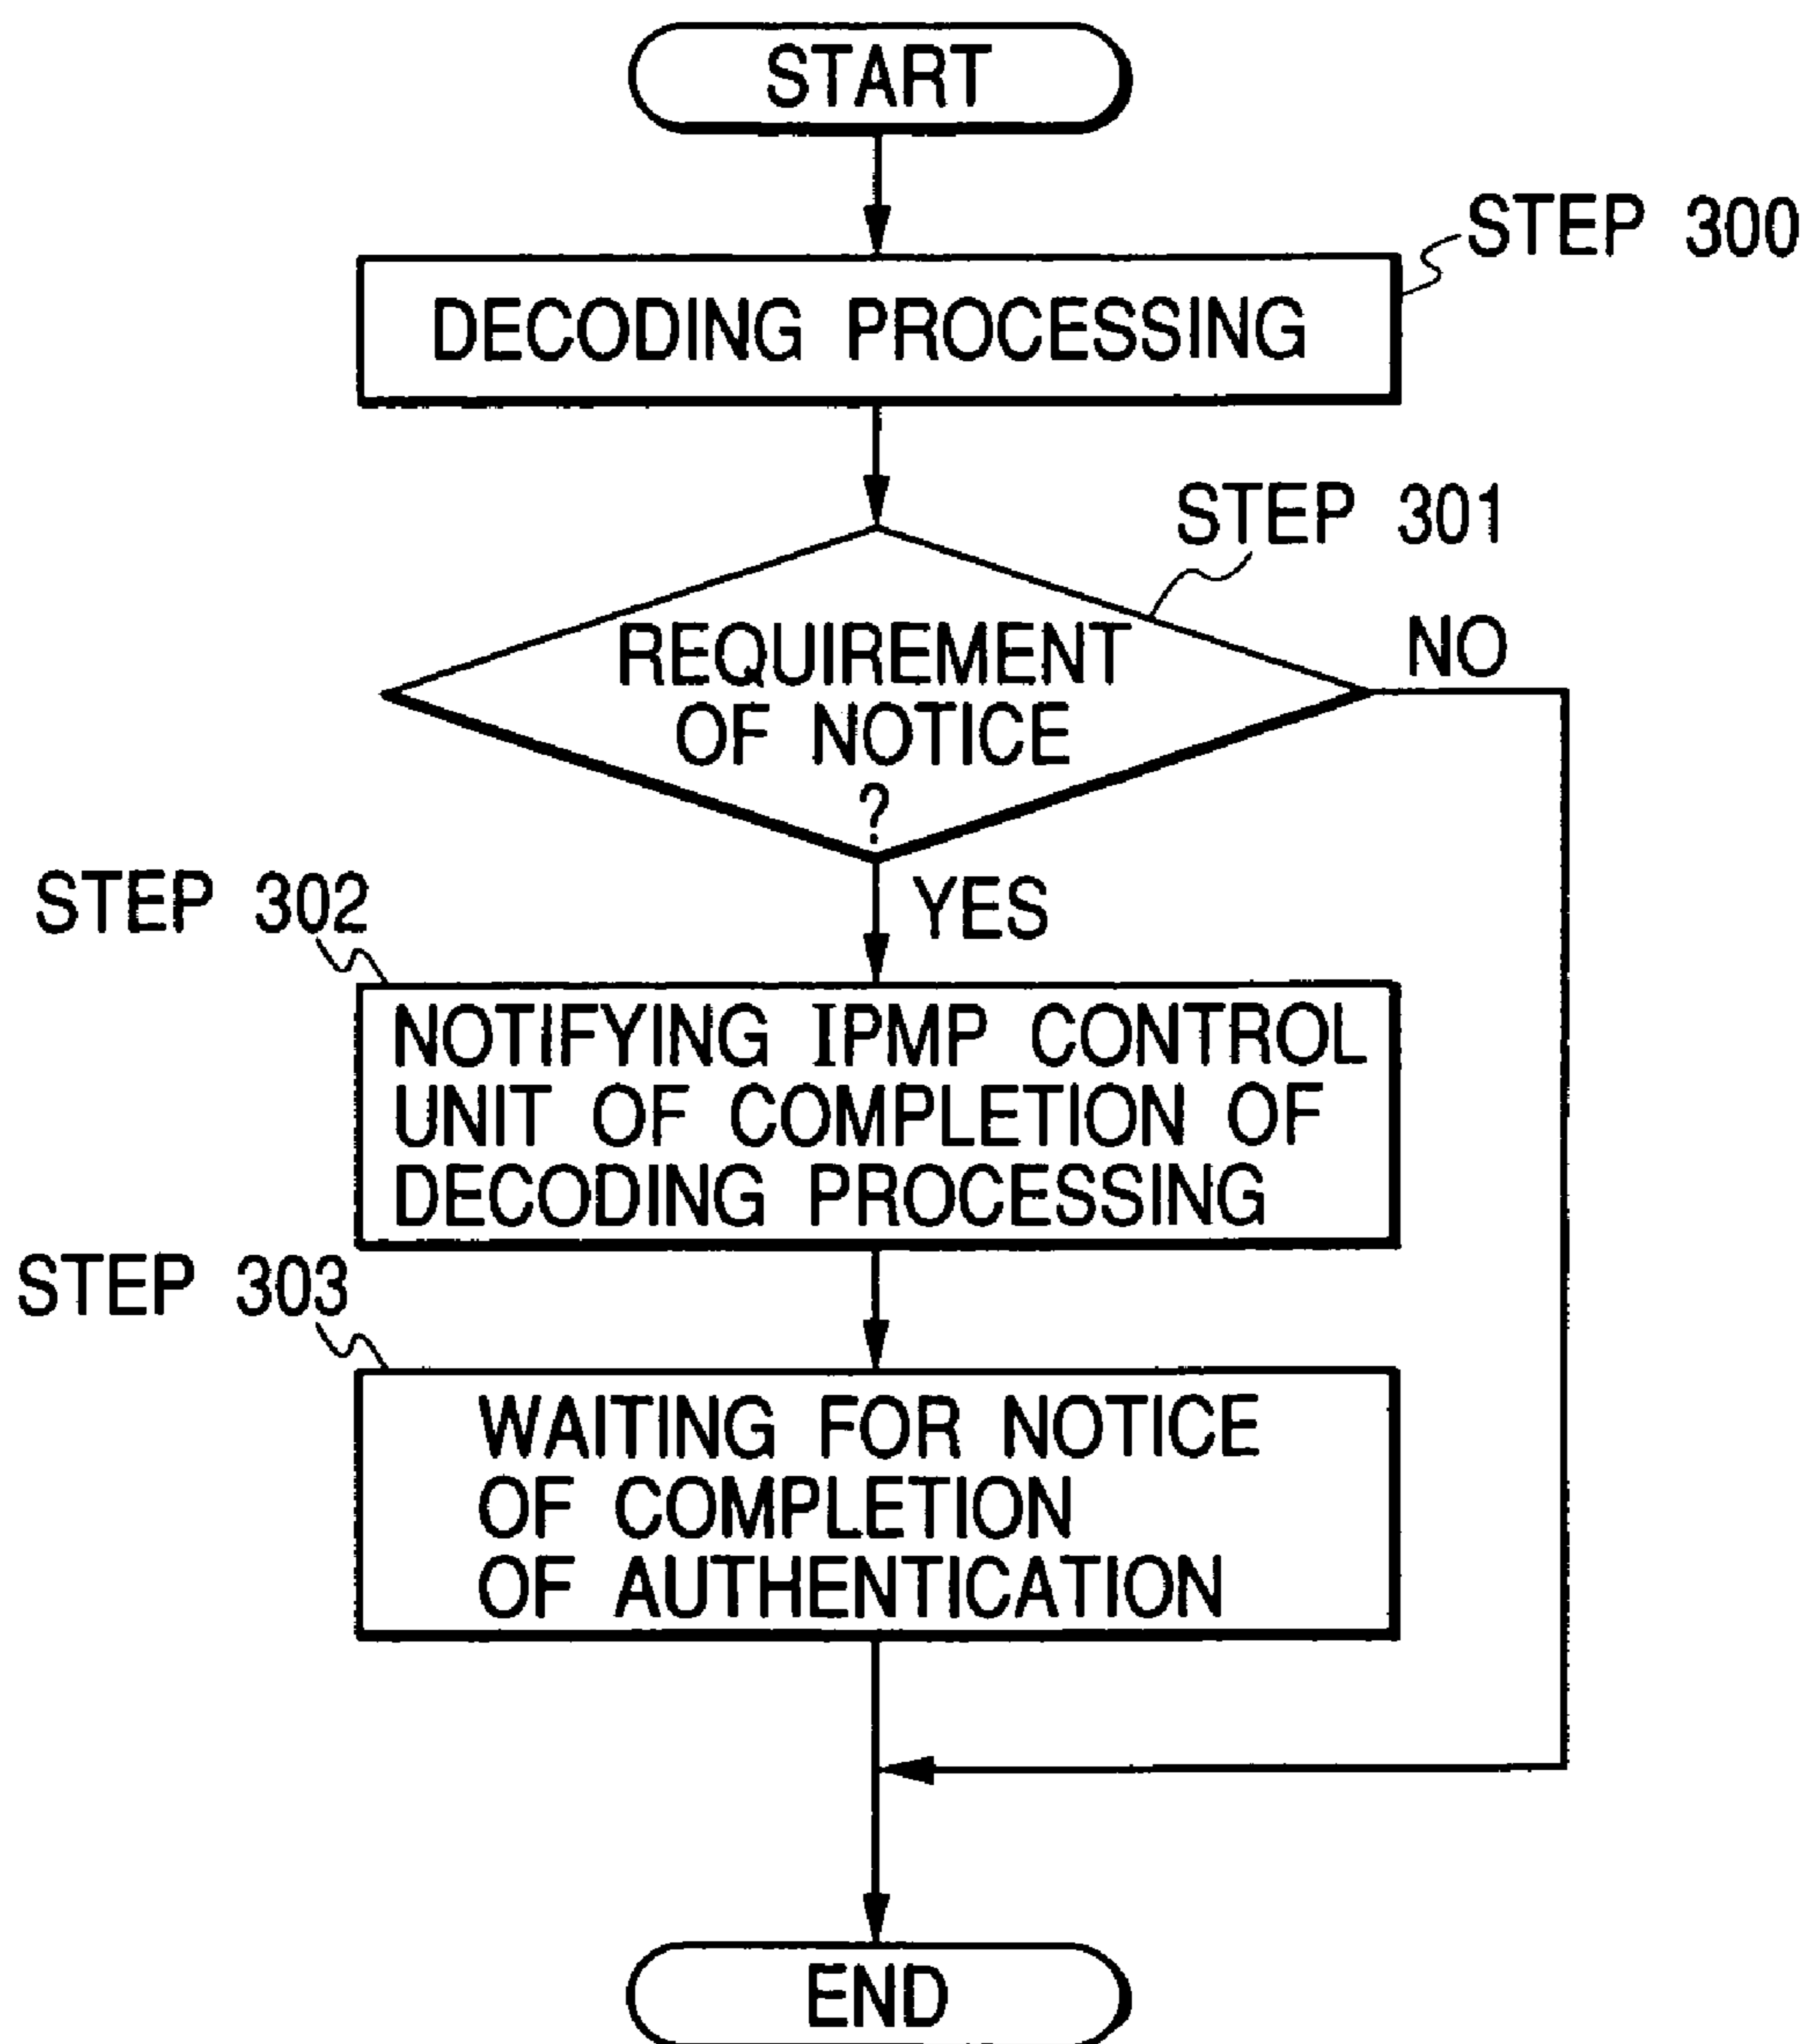 START
STEP 300
DECODING PROCESSING
STEP 301
REQUIREMENT
OF NOTICE
?
NO
YES
STEP 302
NOTIFYING IPMP CONTROL
UNIT OF COMPLETION OF
DECODING PROCESSING
STEP 303
WAITING FOR NOTICE
OF COMPLETION
OF AUTHENTICATION
END